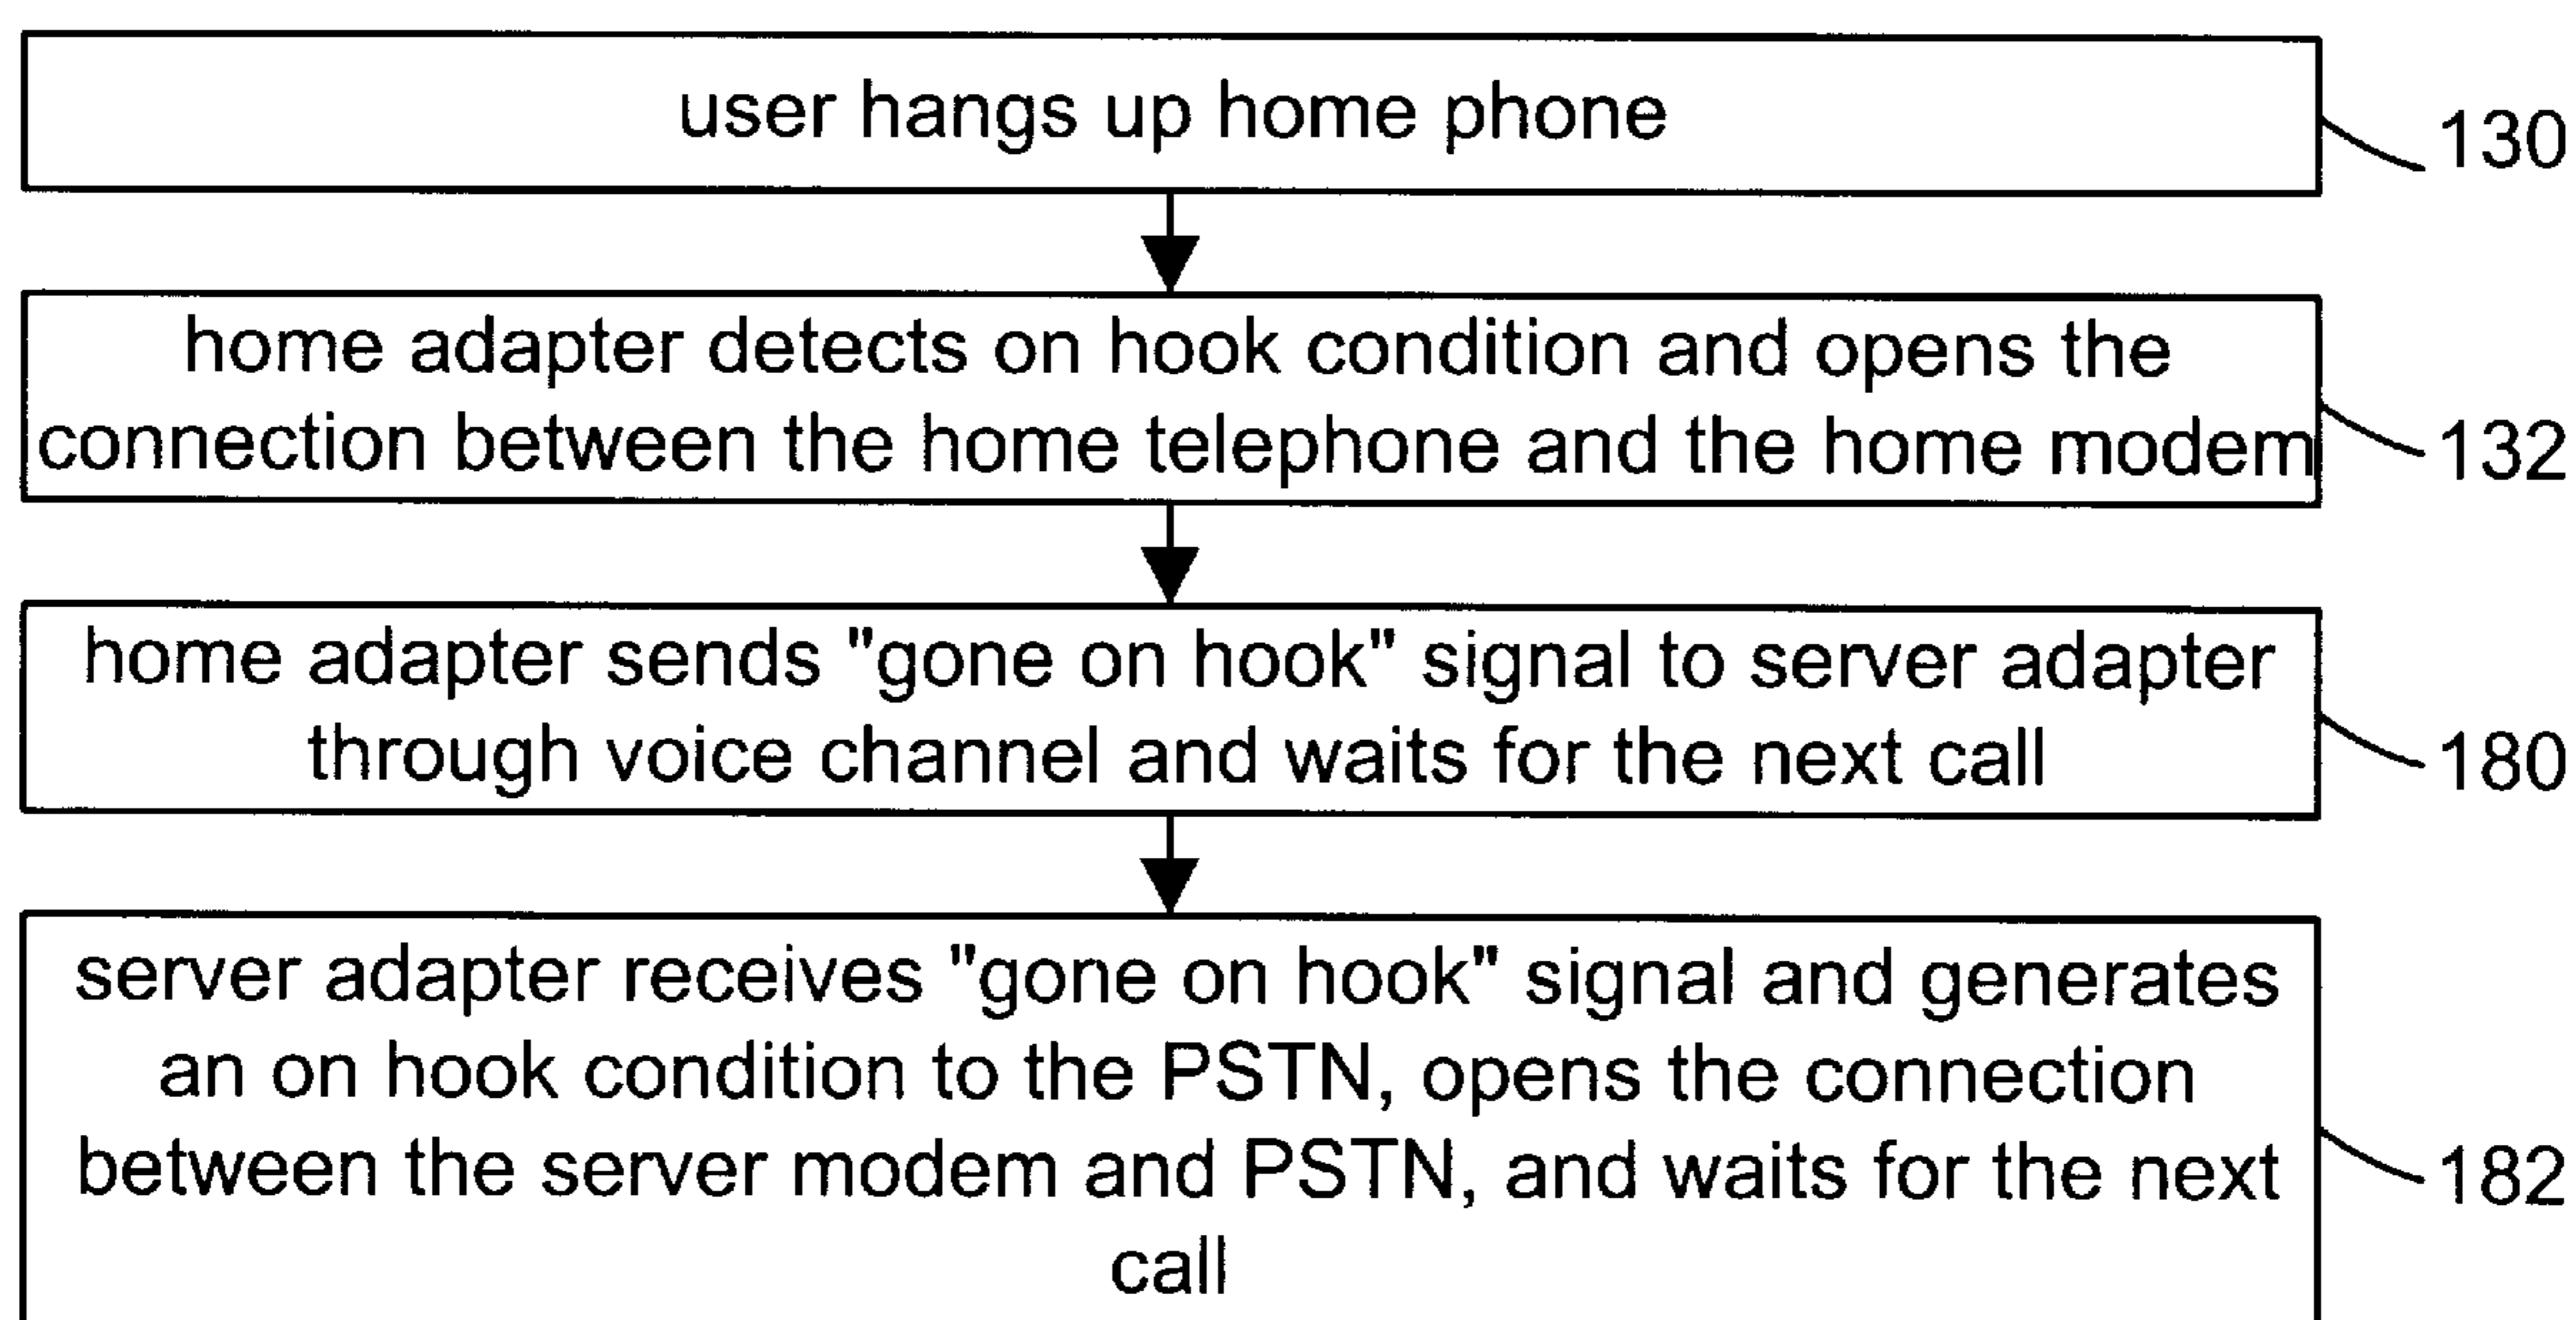 user hangs up home phone
130
home adapter detects on hook condition and opens the
connection between the home telephone and the home modem
132
home adapter sends "gone on hook" signal to server adapter
through voice channel and waits for the next call
180
server adapter receives "gone on hook" signal and generates
an on hook condition to the PSTN, opens the connection
between the server modem and PSTN, and waits for the next
call
182